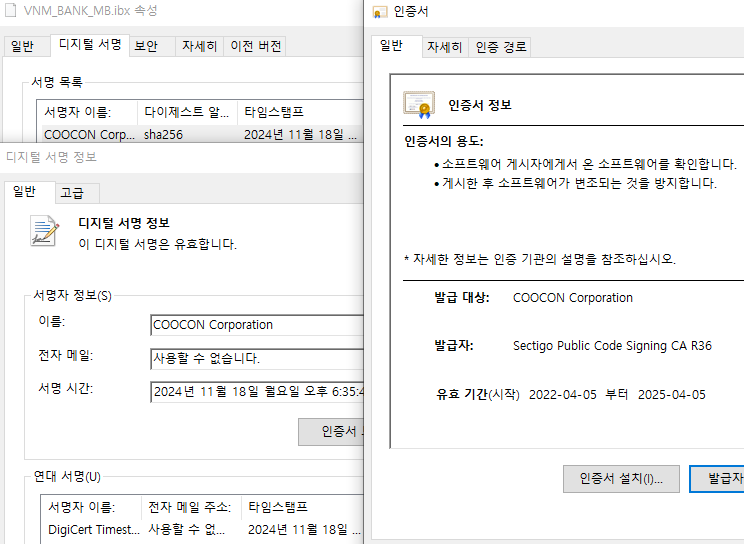 VNM_BANK_MB.ibx 속성
일반 디지털 서명 보안 자세히 이전 버전
서명 목록
서명자 이름: 다이제스트 알... 타임스탬프
COOCON Corp... sha256 2024년 11월 18일 ...
디지털 서명 정보
일반 고급
디지털 서명 정보
이 디지털 서명은 유효합니다.
서명자 정보(S)
이름: COOCON Corporation
전자 메일: 사용할 수 없습니다.
서명 시간: 2024년 11월 18일 월요일 오후 6:35:4
인증서
연대 서명(U)
서명자 이름: 전자 메일 주소: 타임스탬프
DigiCert Timest... 사용할 수 없... 2024년 11월 18일 ...
인증서
일반 자세히 인증 경로
인증서 정보
인증서의 용도:
• 소프트웨어 게시자에게서 온 소프트웨어를 확인합니다.
• 게시한 후 소프트웨어가 변조되는 것을 방지합니다.
* 자세한 정보는 인증 기관의 설명을 참조하십시오.
발급 대상: COOCON Corporation
발급자: Sectigo Public Code Signing CA R36
유효 기간(시작) 2022-04-05 부터 2025-04-05
인증서 설치(I)... 발급자